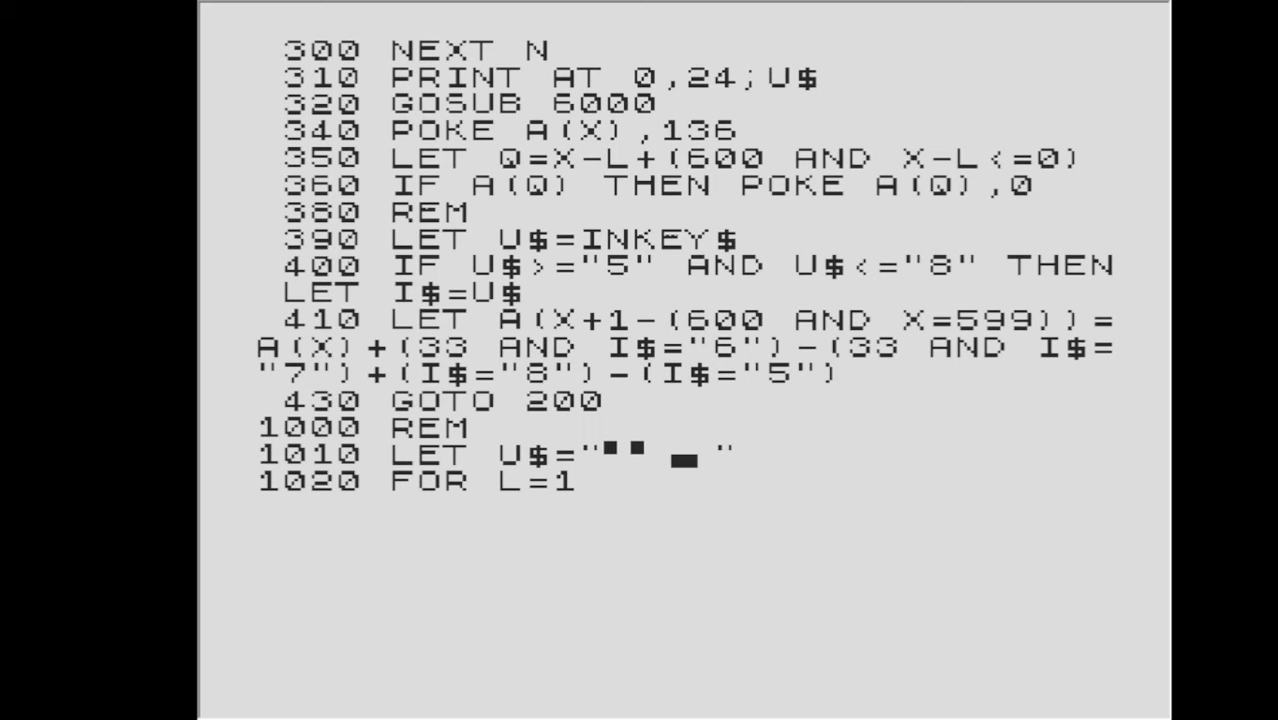 300 NEXT N
310 PRINT AT 0,24;U$
320 GOSUB 6000
340 POKE A(X),136
350 LET Q=X-L+(600 AND X-L<=0)
360 IF A(Q) THEN POKE A(Q),0
380 REM
390 LET U$=INKEY$
400 IF U$>="5" AND U$<="8" THEN
LET I$=U$
410 LET A(X+1-(600 AND X=599))=
A(X)+(33 AND I$="6")-(33 AND I$=
"7")+(I$="8")-(I$="5")
430 GOTO 200
1000 REM
1010 LET U$="▘▝ ▄ "
1020 FOR L=1